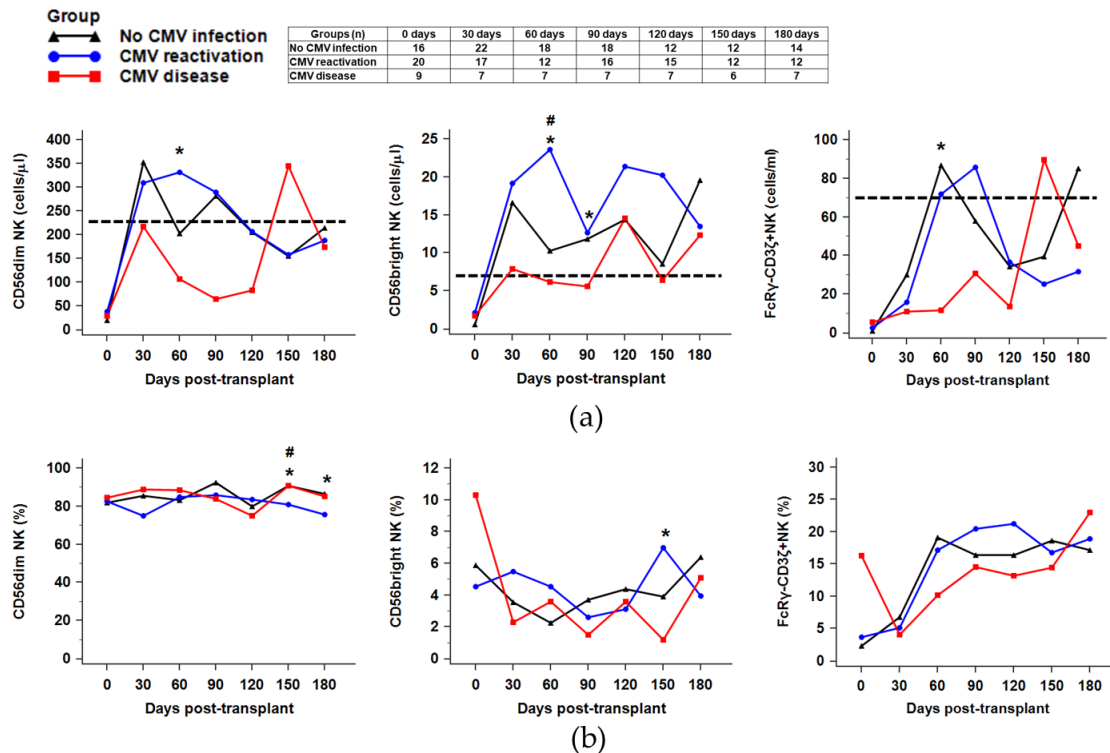 Group
No CMV infection
CMV reactivation
CMV disease
Groups (n) 0 days 30 days 60 days 90 days 120 days 150 days 180 days
No CMV infection 16 22 18 18 12 12 14
CMV reactivation 20 17 12 16 15 12 12
CMV disease 9 7 7 7 7 6 7
CD56dim NK (cells/µl)
400
350
300
250
200
150
100
50
0
*
0 30 60 90 120 150 180
Days post-transplant
CD56bright NK (cells/µl)
25
20
15
10
5
0
#
*
*
0 30 60 90 120 150 180
Days post-transplant
FcRγ-CD3ζ+NK (cells/ml)
100
80
60
40
20
0
*
0 30 60 90 120 150 180
Days post-transplant
(a)
CD56dim NK (%)
100
80
60
40
20
0
#
* *
0 30 60 90 120 150 180
Days post-transplant
CD56bright NK (%)
12
10
8
6
4
2
0
*
0 30 60 90 120 150 180
Days post-transplant
FcRγ-CD3ζ+NK (%)
30
25
20
15
10
5
0
0 30 60 90 120 150 180
Days post-transplant
(b)